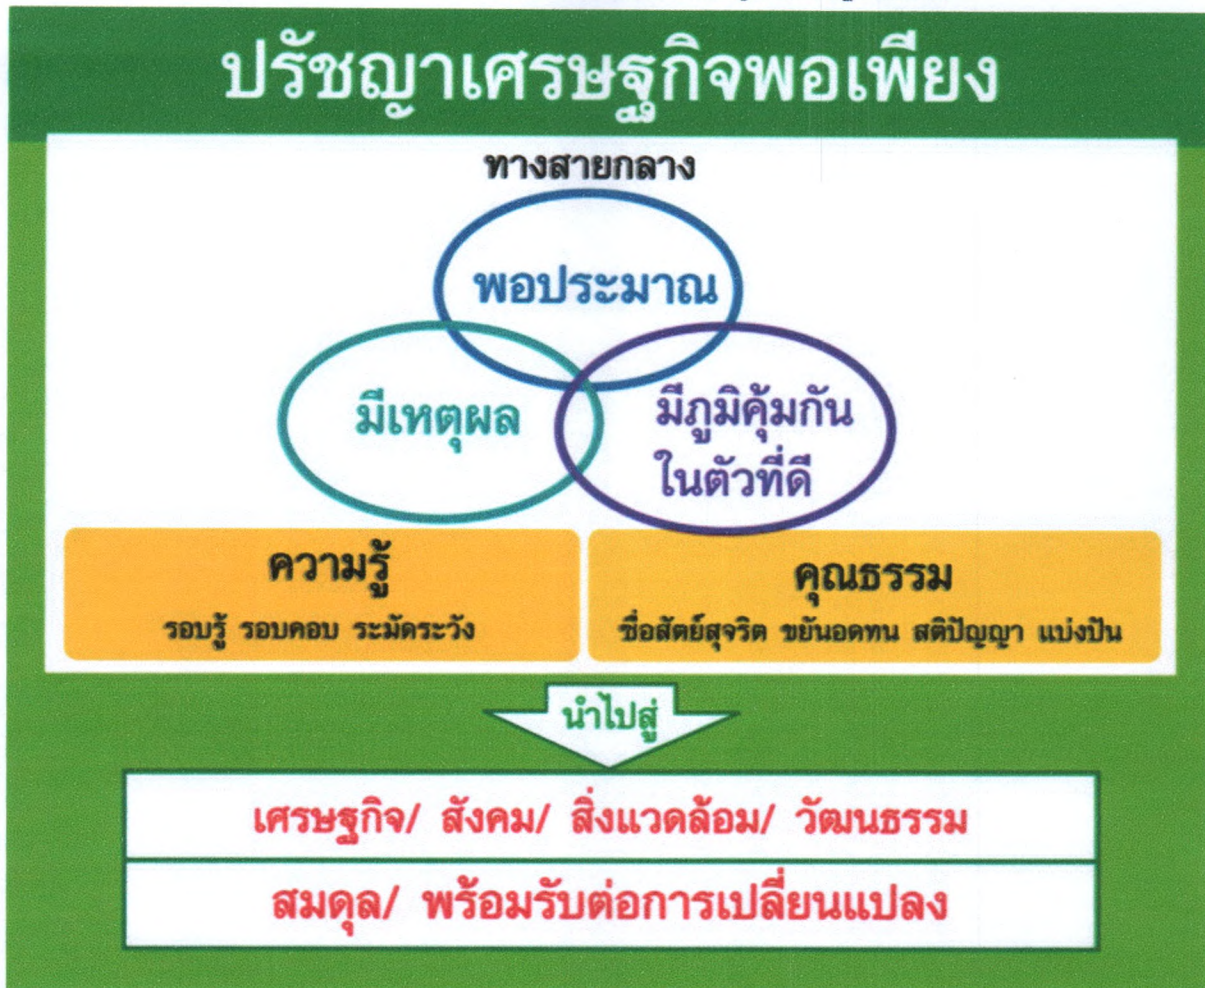 ปรัชญาเศรษฐกิจพอเพียง
ทางสายกลาง
พอประมาณ
มีเหตุผล
มีภูมิคุ้มกัน
ในตัวที่ดี
ความรู้
รอบรู้ รอบคอบ ระมัดระวัง
คุณธรรม
ซื่อสัตย์สุจริต ขยันอดทน สติปัญญา แบ่งปัน
นำไปสู่
เศรษฐกิจ/ สังคม/ สิ่งแวดล้อม/ วัฒนธรรม
สมดุล/ พร้อมรับต่อการเปลี่ยนแปลง